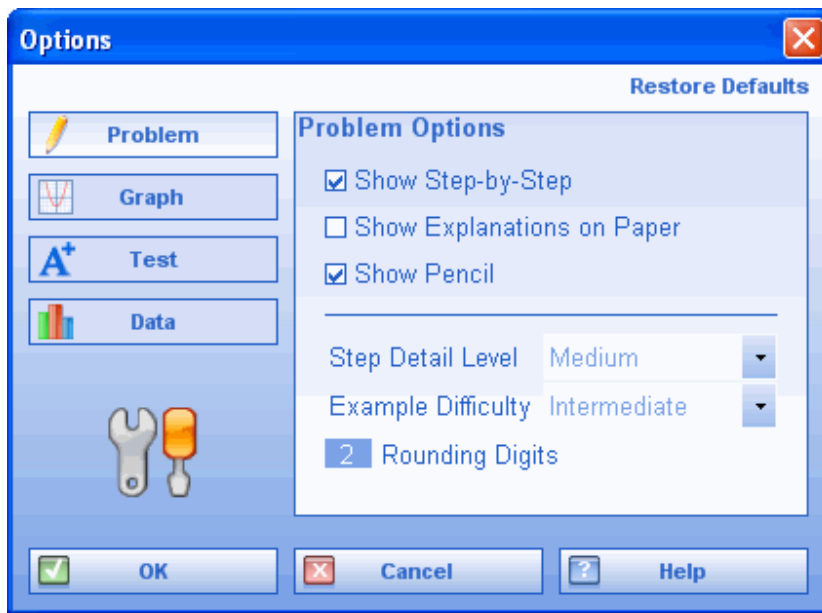 Options
Restore Defaults
Problem
Graph
Test
Data
Problem Options
Show Step-by-Step
Show Explanations on Paper
Show Pencil
Step Detail Level Medium
Example Difficulty Intermediate
2 Rounding Digits
OK
Cancel
Help